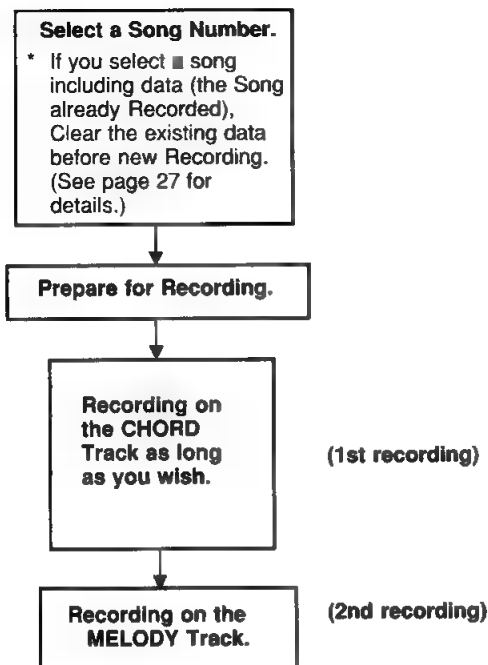 Select a Song Number.
* If you select song
including data (the Song
already Recorded),
Clear the existing data
before new Recording.
(See page 27 for
details.)
Prepare for Recording.
Recording on
the CHORD
Track as long
as you wish.
(1st recording)
Recording on the
MELODY Track.
(2nd recording)